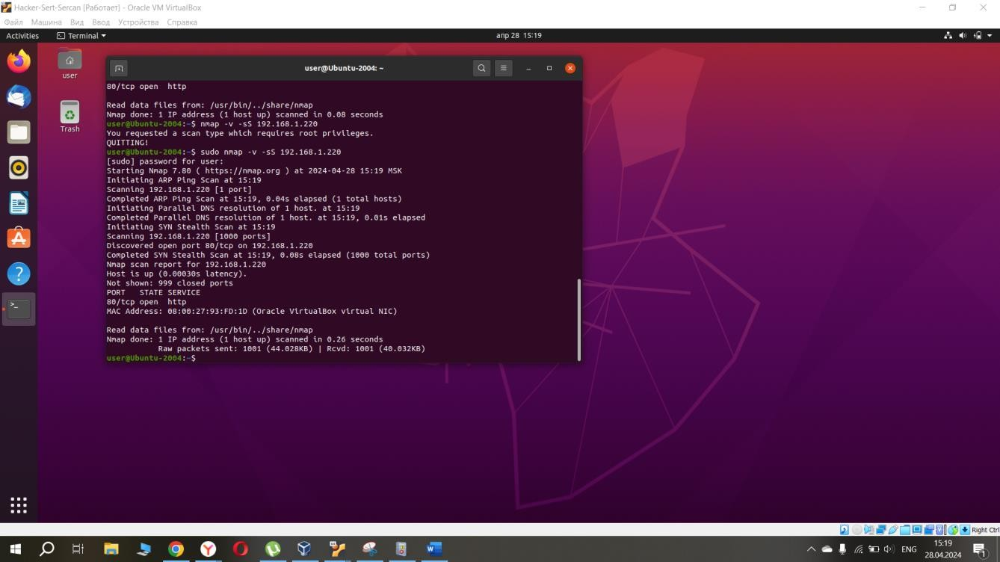 Hacker-Sert-Sercan [Работает] - Oracle VM VirtualBox
Файл Машина Вид Ввод Устройства Справка
Activities Terminal апр 28 15:19
user
Trash
user@Ubuntu-2004: ~
80/tcp open  http
Read data files from: /usr/bin/../share/nmap
Nmap done: 1 IP address (1 host up) scanned in 0.08 seconds
user@Ubuntu-2004:~$ nmap -v -sS 192.168.1.220
You requested a scan type which requires root privileges.
QUITTING!
user@Ubuntu-2004:~$ sudo nmap -v -sS 192.168.1.220
[sudo] password for user:
Starting Nmap 7.80 ( https://nmap.org ) at 2024-04-28 15:19 MSK
Initiating ARP Ping Scan at 15:19
Scanning 192.168.1.220 [1 port]
Completed ARP Ping Scan at 15:19, 0.04s elapsed (1 total hosts)
Initiating Parallel DNS resolution of 1 host. at 15:19
Completed Parallel DNS resolution of 1 host. at 15:19, 0.01s elapsed
Initiating SYN Stealth Scan at 15:19
Scanning 192.168.1.220 [1000 ports]
Discovered open port 80/tcp on 192.168.1.220
Completed SYN Stealth Scan at 15:19, 0.08s elapsed (1000 total ports)
Nmap scan report for 192.168.1.220
Host is up (0.00030s latency).
Not shown: 999 closed ports
PORT   STATE SERVICE
80/tcp open  http
MAC Address: 08:00:27:93:FD:1D (Oracle VirtualBox virtual NIC)
Read data files from: /usr/bin/../share/nmap
Nmap done: 1 IP address (1 host up) scanned in 0.26 seconds
Raw packets sent: 1001 (44.028KB) | Rcvd: 1001 (40.032KB)
user@Ubuntu-2004:~$
Right Ctrl
ENG
15:19
28.04.2024
1